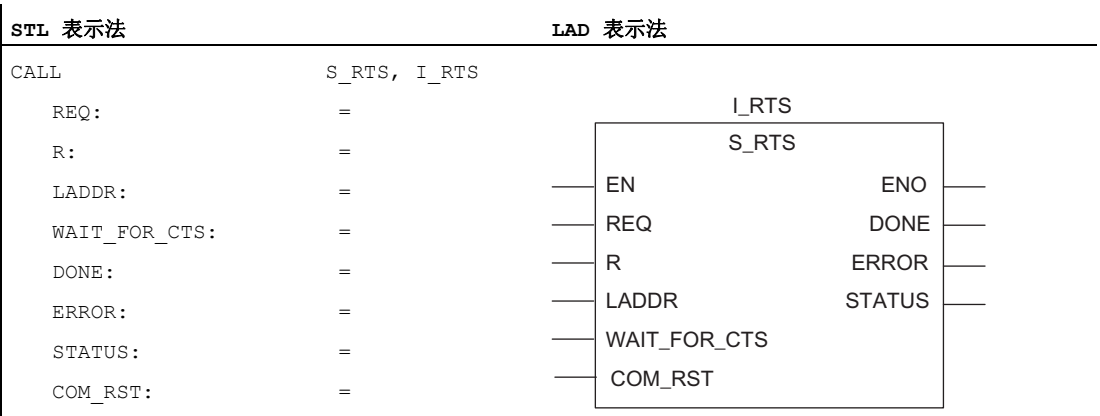 STL 表示法
LAD 表示法
CALL S_RTS, I_RTS
REQ: =
R: =
LADDR: =
WAIT_FOR_CTS: =
DONE: =
ERROR: =
STATUS: =
COM_RST: =
I_RTS
S_RTS
EN ENO
REQ DONE
R ERROR
LADDR STATUS
WAIT_FOR_CTS
COM_RST